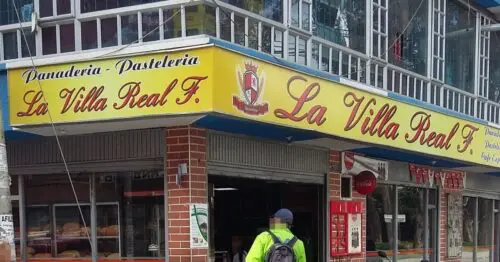 Panaderia - Pasteleria
La Villa Real F.
La Villa Real F.